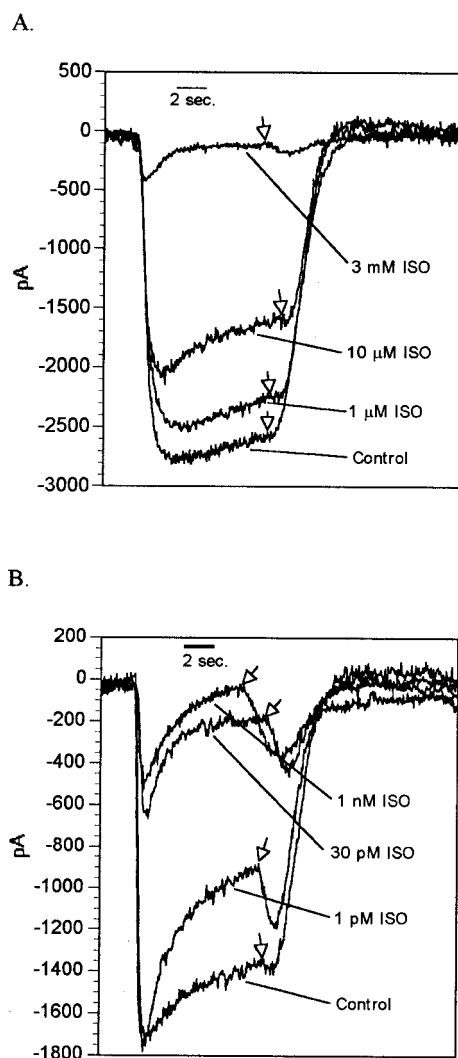 A.
500
2 sec.
0
-500
3 mM ISO
-1000
pA
-1500
10 µM ISO
-2000
1 µM ISO
-2500
Control
-3000
B.
200
2 sec.
0
-200
-400
1 nM ISO
-600
30 pM ISO
-800
pA
-1000
1 pM ISO
-1200
-1400
Control
-1600
-1800